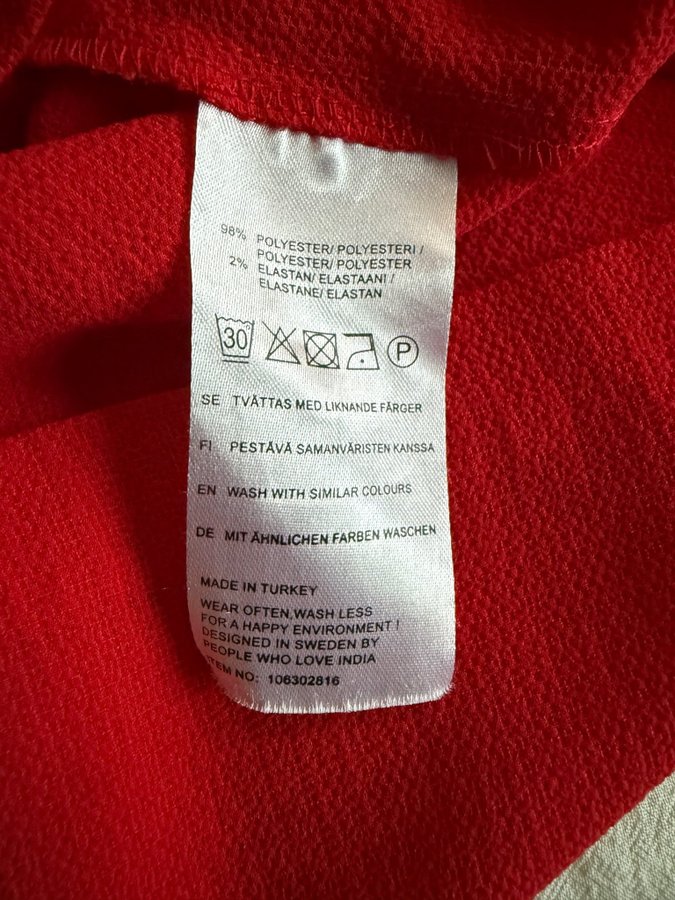 98% POLYESTER/ POLYESTERI /
POLYESTER/ POLYESTER
2% ELASTAN/ ELASTAANI /
ELASTANE/ ELASTAN
30 P
SE TVÄTTAS MED LIKNANDE FÄRGER
FI PESTÄVÄ SAMANVÄRISTEN KANSSA
EN WASH WITH SIMILAR COLOURS
DE MIT ÄHNLICHEN FARBEN WASCHEN
MADE IN TURKEY
WEAR OFTEN,WASH LESS
FOR A HAPPY ENVIRONMENT !
DESIGNED IN SWEDEN BY
PEOPLE WHO LOVE INDIA
ITEM NO: 106302816